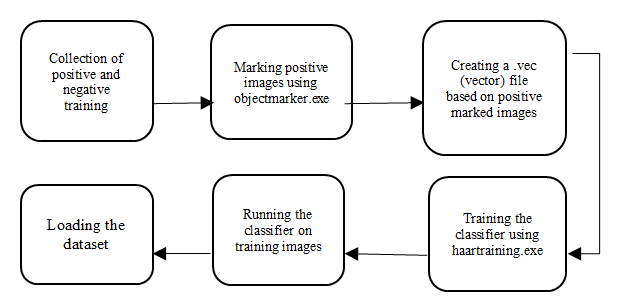 Collection of
positive and
negative
training
Marking positive
images using
objectmarker.exe
Creating a .vec
(vector) file
based on positive
marked images
Training the
classifier using
haartraining.exe
Running the
classifier on
training images
Loading the
dataset